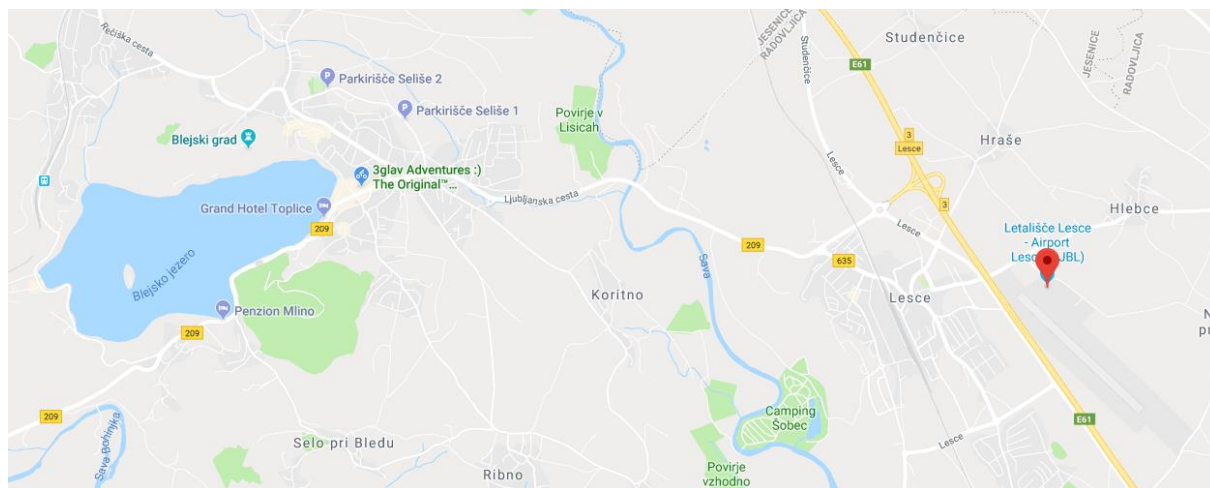 Rečiška cesta
Parkirišče Seliše 2
Parkirišče Seliše 1
Blejski grad
3glav Adventures :)
The Original™...
Grand Hotel Toplice
209
Blejsko jezero
Penzion Mlino
209
209
Sava Bohinjka
Selo pri Bledu
Ribno
Koritno
Ljubljanska cesta
Povirje v
Lisicah
Sava
209
635
Camping
Šobec
Povirje
vzhodno
JESENICE
RADOVLJICA
Studenčice
Studenčice
E61
JESENICE
RADOVLJICA
3
Lesce
Hraše
Lesce
3
Lesce
Hlebce
Letališče Lesce
- Airport
Lesce
JBL)
Lesce
E61
Lesce